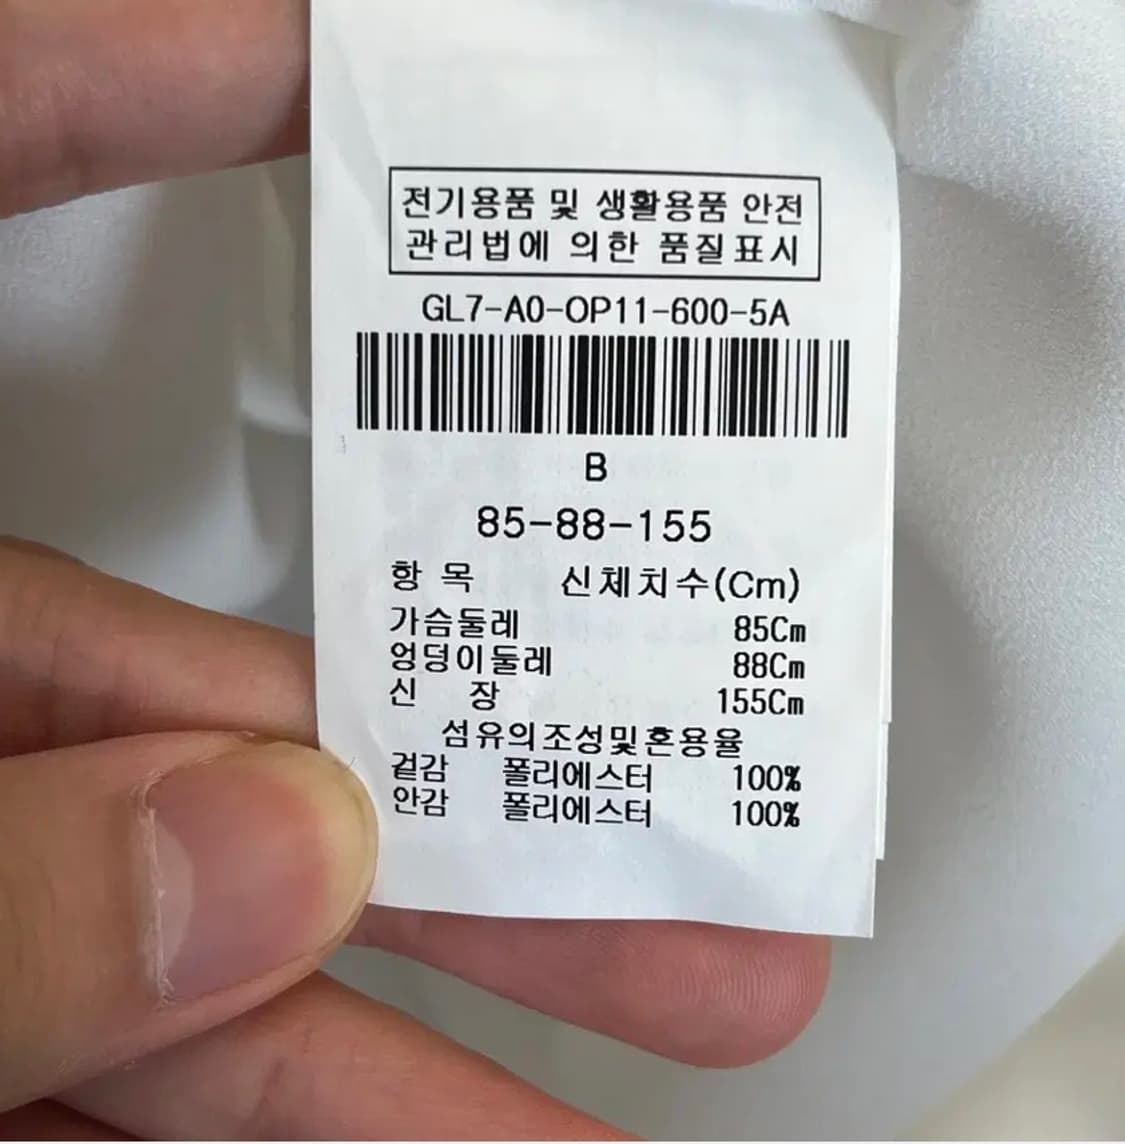 전기용품 및 생활용품 안전
관리법에 의한 품질표시
GL7-A0-OP11-600-5A
B
85-88-155
항 목 신체치수(Cm)
가슴둘레 85Cm
엉덩이둘레 88Cm
신 장 155Cm
섬유의조성및혼용율
겉감 폴리에스터 100%
안감 폴리에스터 100%